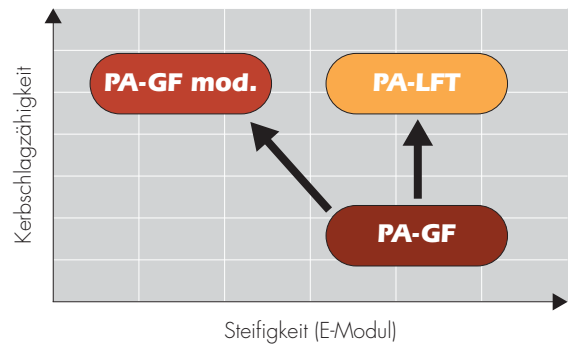 Kerbschlagzähigkeit
PA-GF mod.
PA-LFT
PA-GF
Steifigkeit (E-Modul)